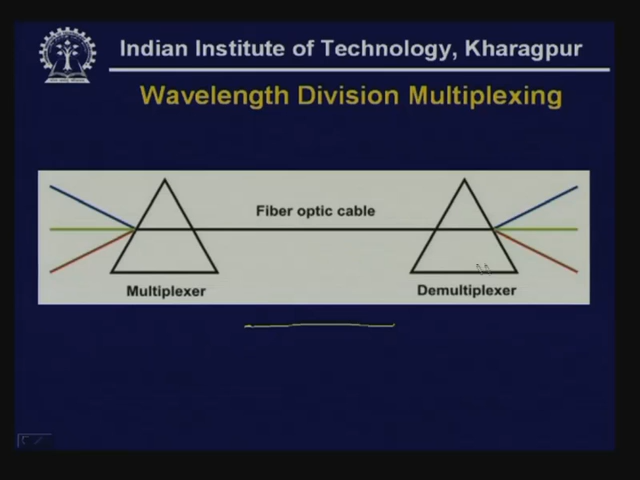 Indian Institute of Technology, Kharagpur
Wavelength Division Multiplexing
Fiber optic cable
Multiplexer
Demultiplexer